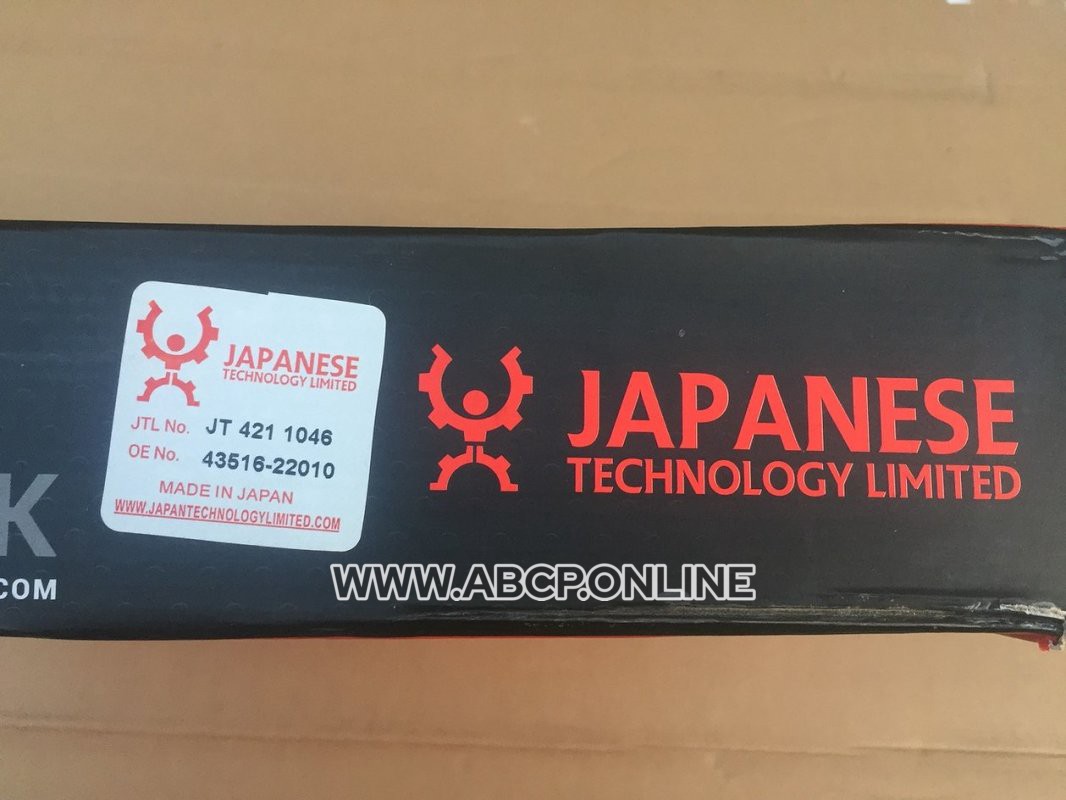 JAPANESE
TECHNOLOGY LIMITED
JTL No. JT 421 1046
OE No. 43516-22010
MADE IN JAPAN
WWW.JAPANTECHNOLOGYLIMITED.COM
JAPANESE
TECHNOLOGY LIMITED
K
.COM
WWW.ABCP.ONLINE